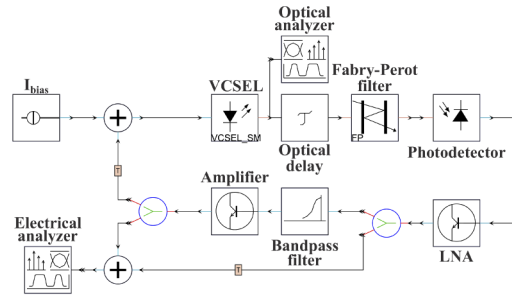 Optical
analyzer
I bias
VCSEL
Fabry-Perot
filter
VCSEL_SM
τ
FP
Optical
delay
Photodetector
T
Amplifier
Electrical
analyzer
Bandpass
filter
LNA
T